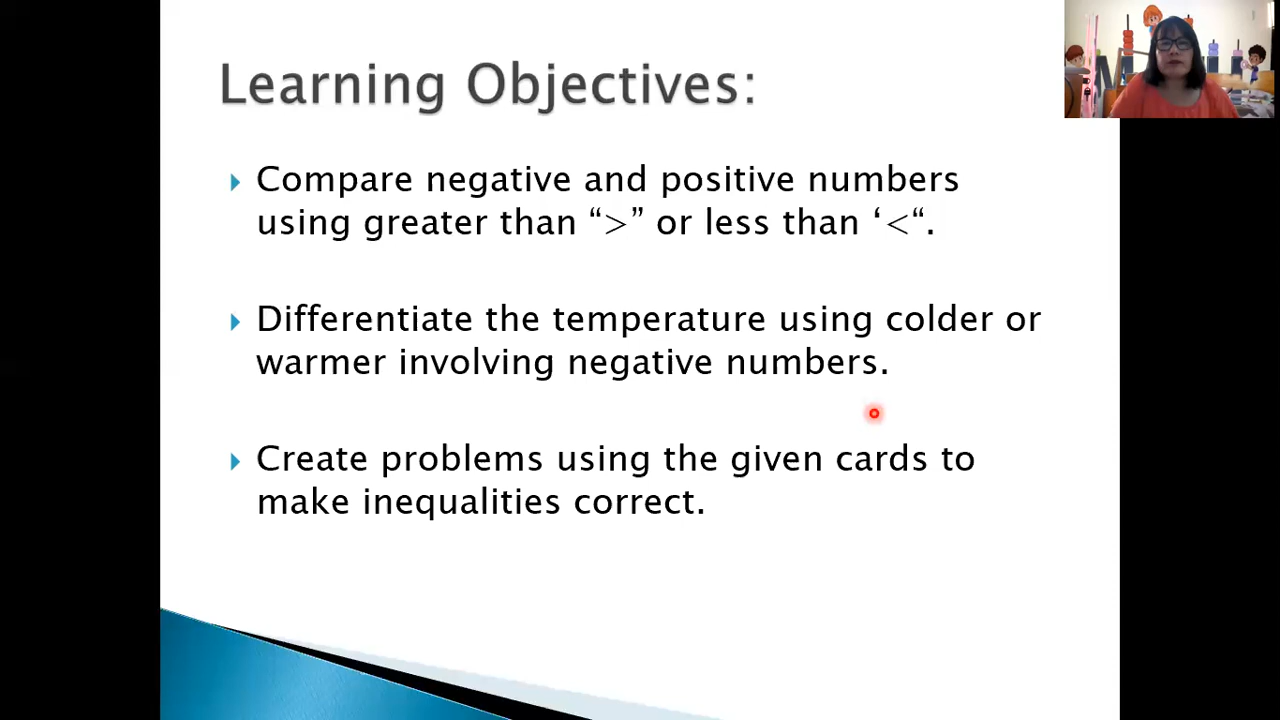 Learning Objectives:
Compare negative and positive numbers
using greater than “>” or less than ‘<“.
Differentiate the temperature using colder or
warmer involving negative numbers.
Create problems using the given cards to
make inequalities correct.